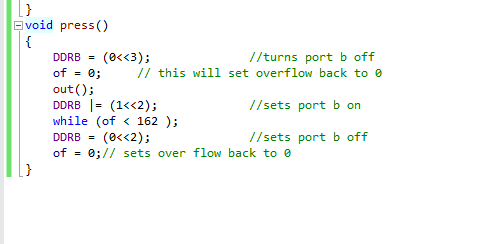 }
void press()
{
DDRB = (0<<3); //turns port b off
of = 0; // this will set overflow back to 0
out();
DDRB |= (1<<2); //sets port b on
while (of < 162 );
DDRB = (0<<2); //sets port b off
of = 0;// sets over flow back to 0
}